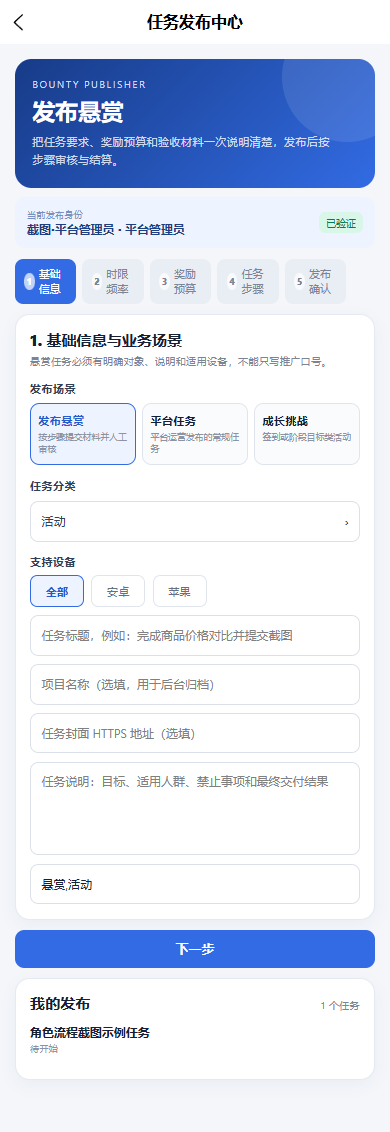 任务发布中心
BOUNTY PUBLISHER
发布悬赏
把任务要求、奖励预算和验收材料一次说明清楚，发布后按
步骤审核与结算。
当前发布身份
截图-平台管理员 · 平台管理员
已验证
1 基础
信息
2 时限
频率
3 奖励
预算
4 任务
步骤
5 发布
确认
1. 基础信息与业务场景
悬赏任务必须有明确对象、说明和适用设备，不能只写推广口号。
发布场景
发布悬赏
按步骤提交材料并人工
审核
平台任务
平台运营发布的常规任
务
成长挑战
签到或阶段目标类活动
任务分类
活动 ›
支持设备
全部
安卓
苹果
任务标题，例如：完成商品价格对比并提交截图
项目名称（选填，用于后台归档）
任务封面 HTTPS 地址（选填）
任务说明：目标、适用人群、禁止事项和最终交付结果
悬赏,活动
下一步
我的发布
1 个任务
角色流程截图示例任务
待开始